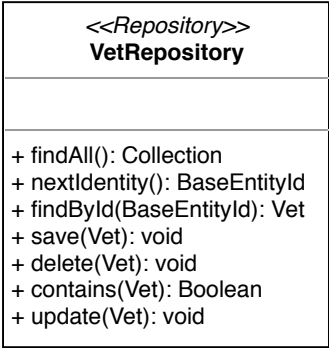 <<Repository>>
VetRepository
+ findAll(): Collection
+ nextIdentity(): BaseEntityId
+ findById(BaseEntityId): Vet
+ save(Vet): void
+ delete(Vet): void
+ contains(Vet): Boolean
+ update(Vet): void